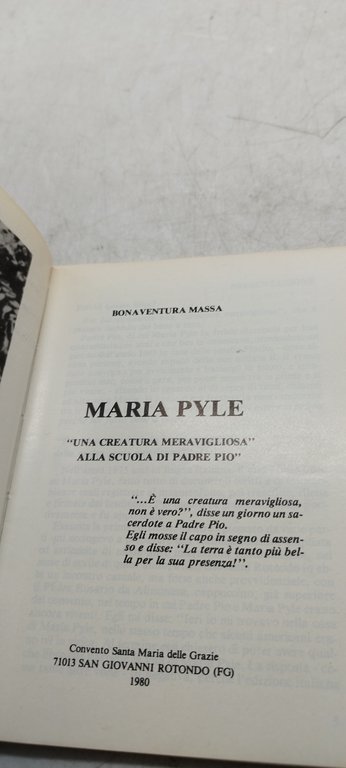 BONAVENTURA MASSA
MARIA PYLE
"UNA CREATURA MERAVIGLIOSA"
ALLA SCUOLA DI PADRE PIO"
"...È una creatura meravigliosa,
non è vero?", disse un giorno un sa-
cerdote a Padre Pio.
Egli mosse il capo in segno di assen-
so e disse: "La terra è tanto più bel-
la per la sua presenza!".
Convento Santa Maria delle Grazie
71013 SAN GIOVANNI ROTONDO (FG)
1980